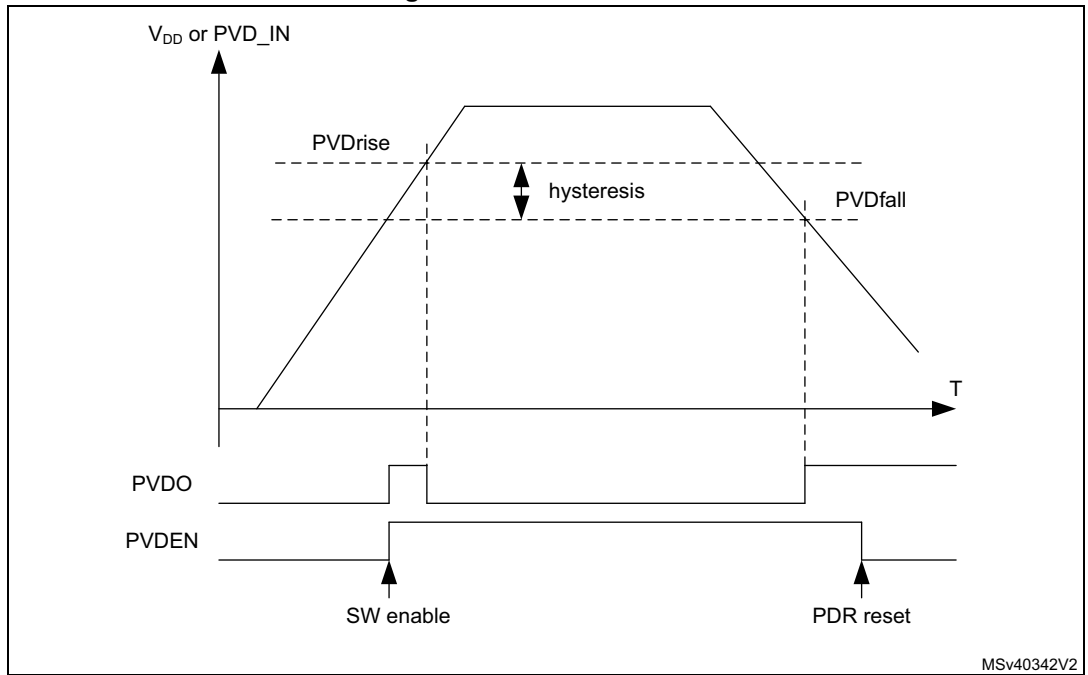 VDD or PVD_IN
PVDrise
hysteresis
PVDfall
T
PVDO
PVDEN
SW enable
PDR reset
MSv40342V2